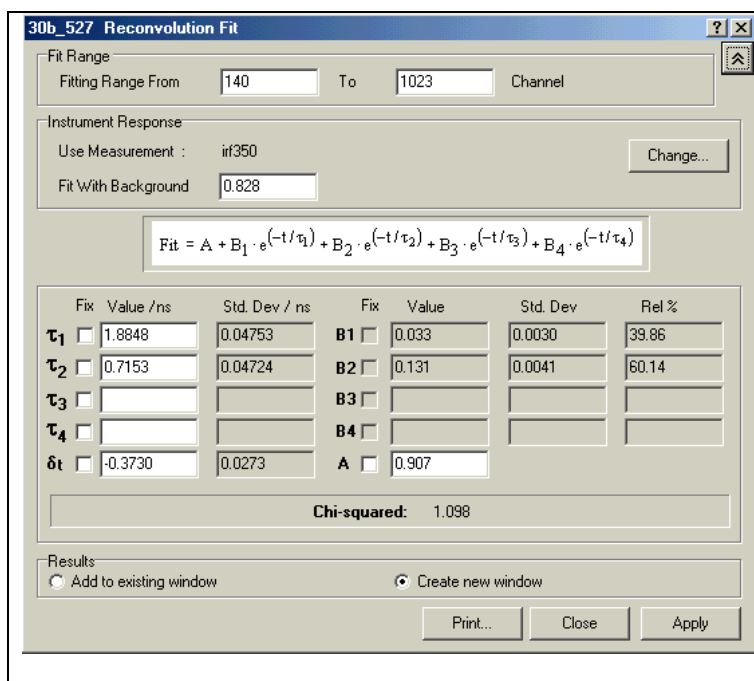 30b_527 Reconvolution Fit
Fit Range
Fitting Range From 140 To 1023 Channel
Instrument Response
Use Measurement : irf350 Change...
Fit With Background 0.828
Fit = A + B1 · e^(-t/τ1) + B2 · e^(-t/τ2) + B3 · e^(-t/τ3) + B4 · e^(-t/τ4)
Fix Value /ns Std. Dev / ns Fix Value Std. Dev Rel %
τ1 1.8848 0.04753 B1 0.033 0.0030 39.86
τ2 0.7153 0.04724 B2 0.131 0.0041 60.14
τ3 B3
τ4 B4
δt -0.3730 0.0273 A 0.907
Chi-squared: 1.098
Results
Add to existing window Create new window
Print... Close Apply